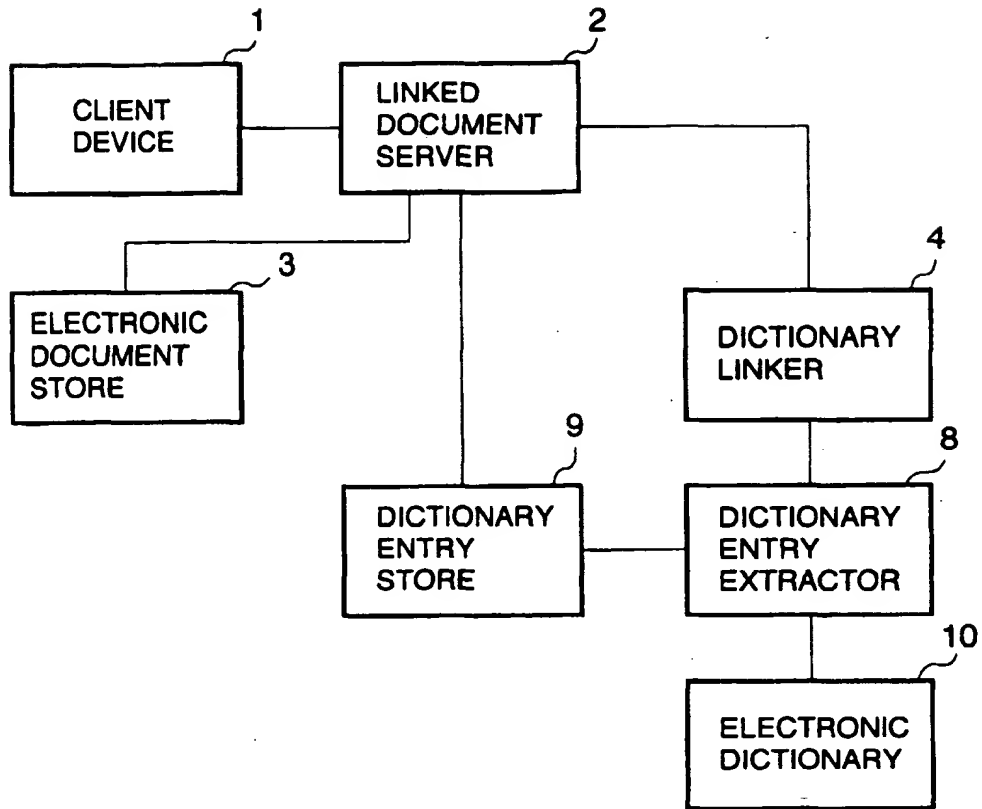 1
CLIENT
DEVICE
2
LINKED
DOCUMENT
SERVER
3
ELECTRONIC
DOCUMENT
STORE
4
DICTIONARY
LINKER
9
DICTIONARY
ENTRY
STORE
8
DICTIONARY
ENTRY
EXTRACTOR
10
ELECTRONIC
DICTIONARY